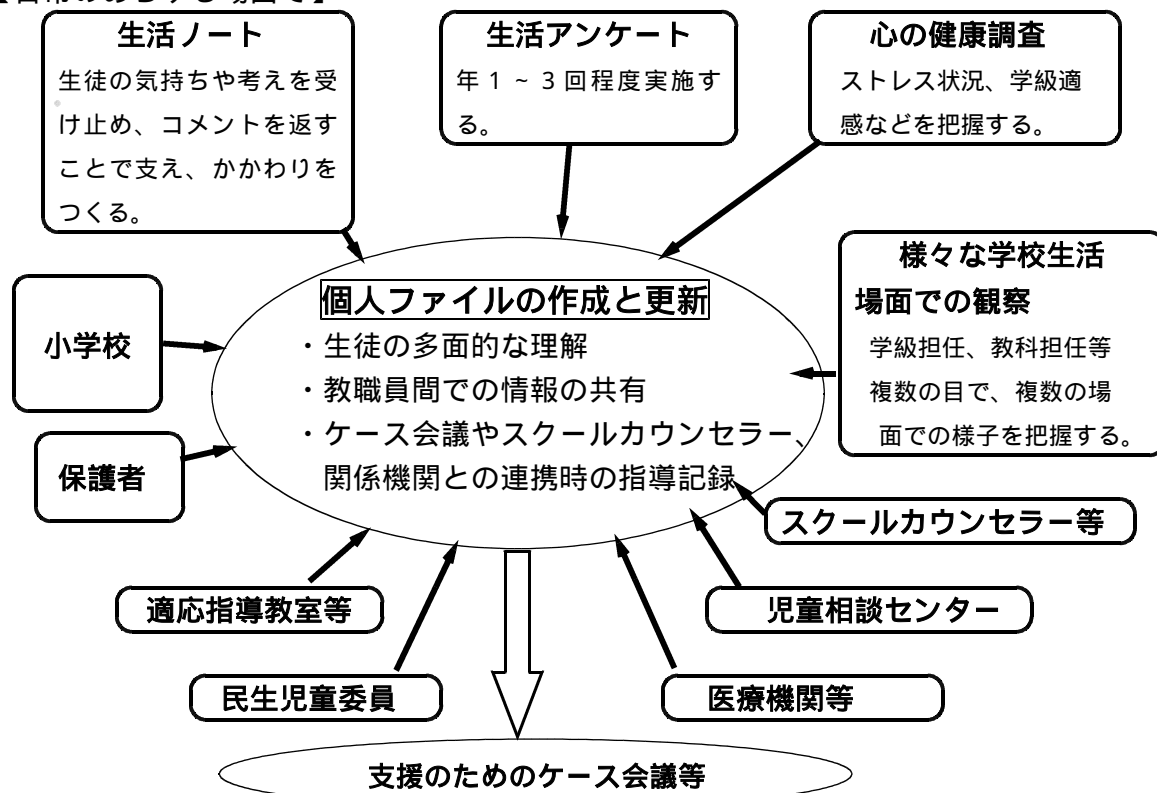 生活ノート
生徒の気持ちや考えを受
け止め、コメントを返す
ことで支え、かかわりを
つくる。
生活アンケート
年1~3回程度実施す
る。
心の健康調査
ストレス状況、学級適
感などを把握する。
様々な学校生活
場面での観察
学級担任、教科担任等
複数の目で、複数の場
面での様子を把握する。
小学校
保護者
個人ファイルの作成と更新
・生徒の多面的な理解
・教職員間での情報の共有
・ケース会議やスクールカウンセラー、
関係機関との連携時の指導記録
スクールカウンセラー等
適応指導教室等
児童相談センター
民生児童委員
医療機関等
支援のためのケース会議等